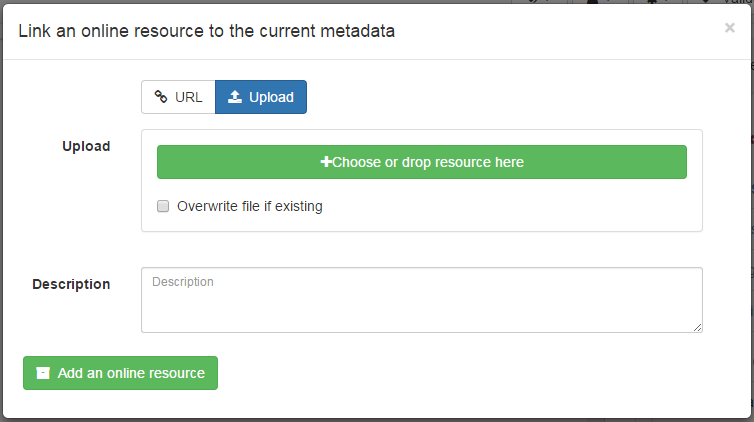 Link an online resource to the current metadata
×
URL Upload
Upload
Choose or drop resource here
Overwrite file if existing
Description
Description
Add an online resource